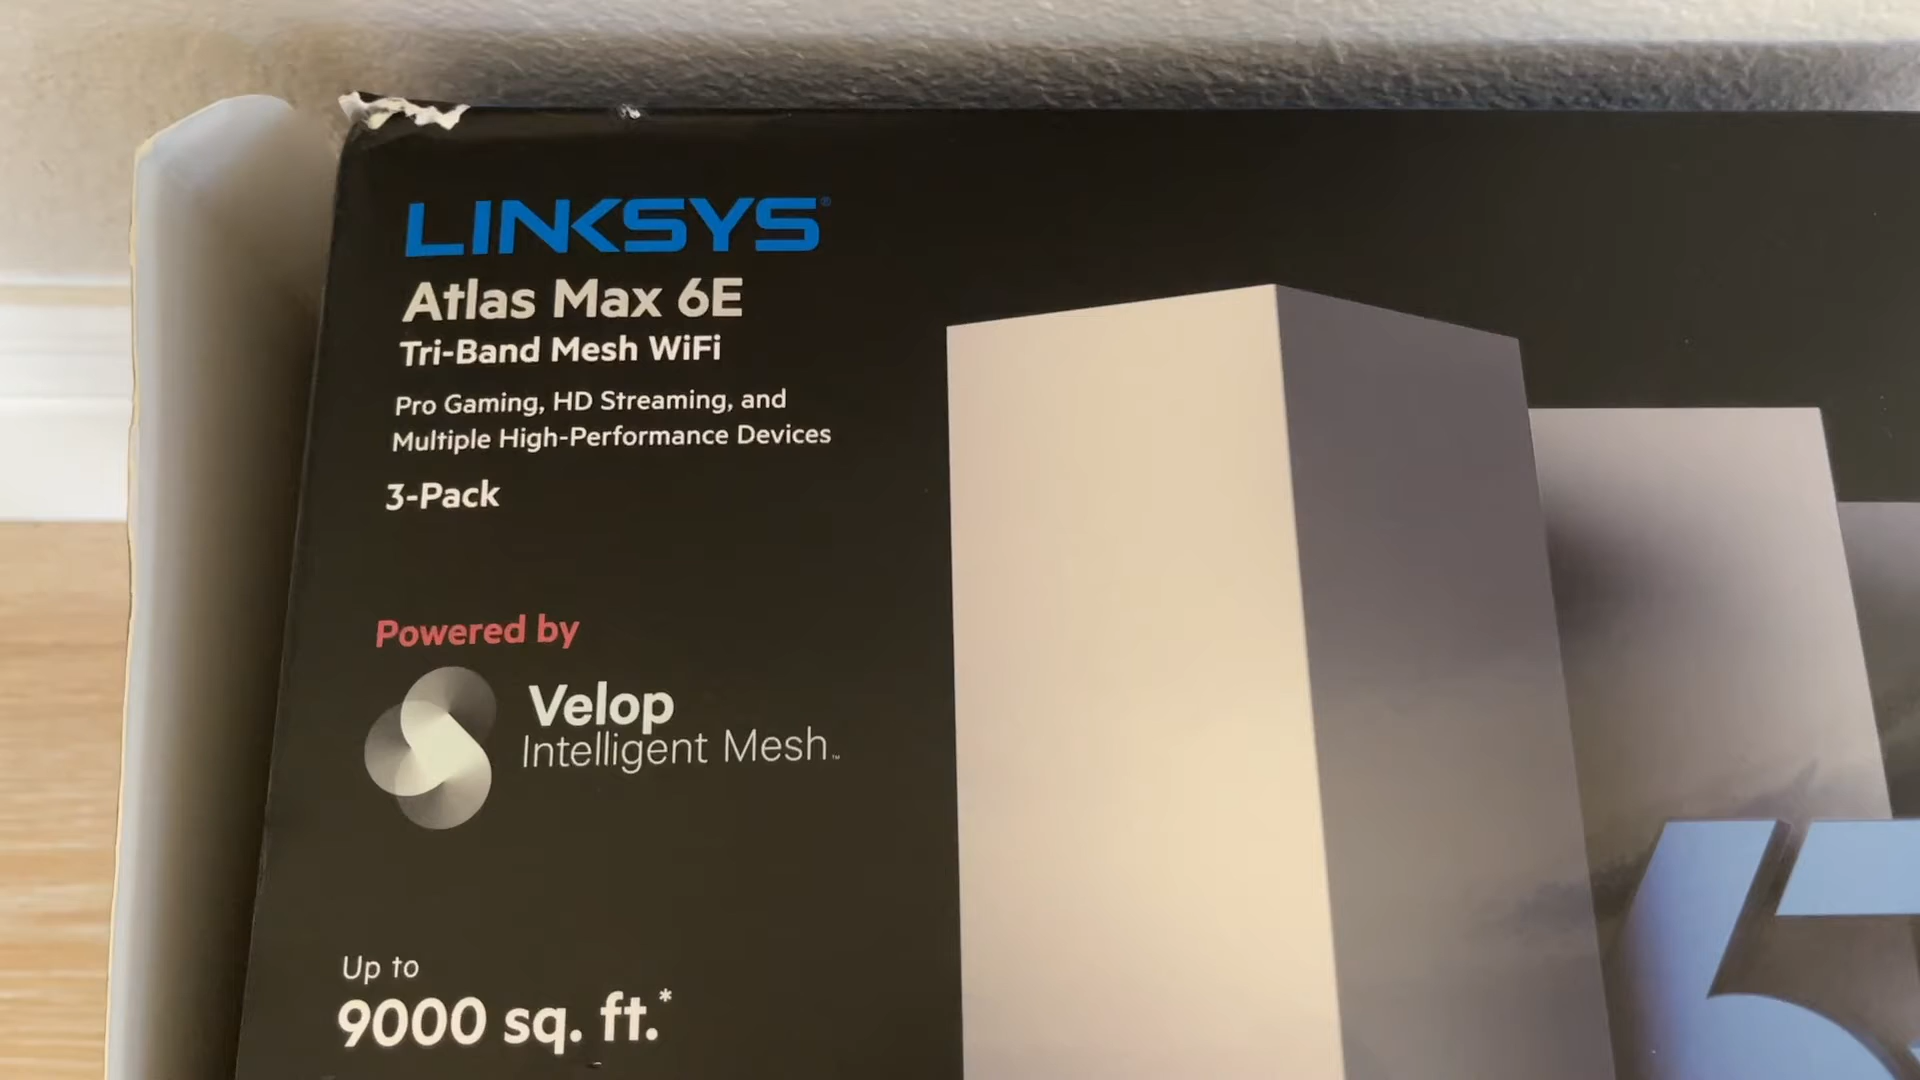 LINKSYS®
Atlas Max 6E
Tri-Band Mesh WiFi
Pro Gaming, HD Streaming, and
Multiple High-Performance Devices
3-Pack
Powered by
Velop
Intelligent Mesh™
Up to
9000 sq. ft.*